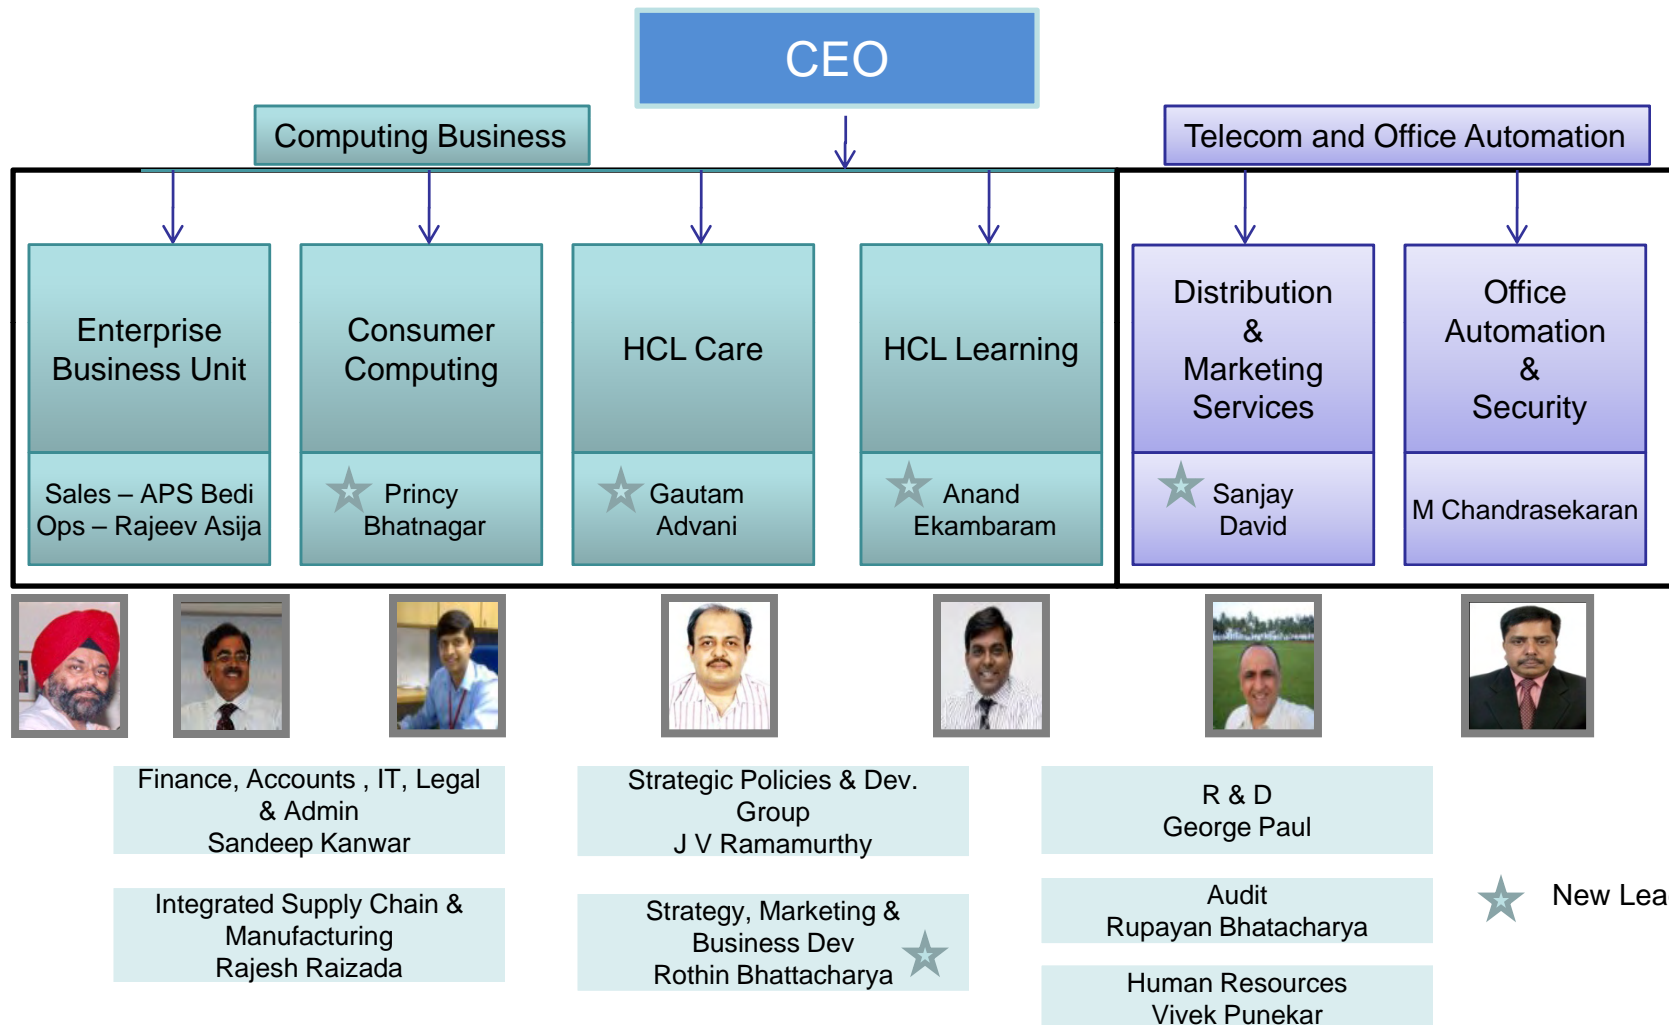 CEO
Computing Business
Telecom and Office Automation
Enterprise
Business Unit
Consumer
Computing
HCL Care
HCL Learning
Distribution
&
Marketing
Services
Office
Automation
&
Security
Sales – APS Bedi
Ops – Rajeev Asija
Princy
Bhatnagar
Gautam
Advani
Anand
Ekambaram
Sanjay
David
M Chandrasekaran
Finance, Accounts , IT, Legal
& Admin
Sandeep Kanwar
Strategic Policies & Dev.
Group
J V Ramamurthy
R & D
George Paul
Integrated Supply Chain &
Manufacturing
Rajesh Raizada
Strategy, Marketing &
Business Dev
Rothin Bhattacharya
Audit
Rupayan Bhatacharya
New
Human Resources
Vivek Punekar